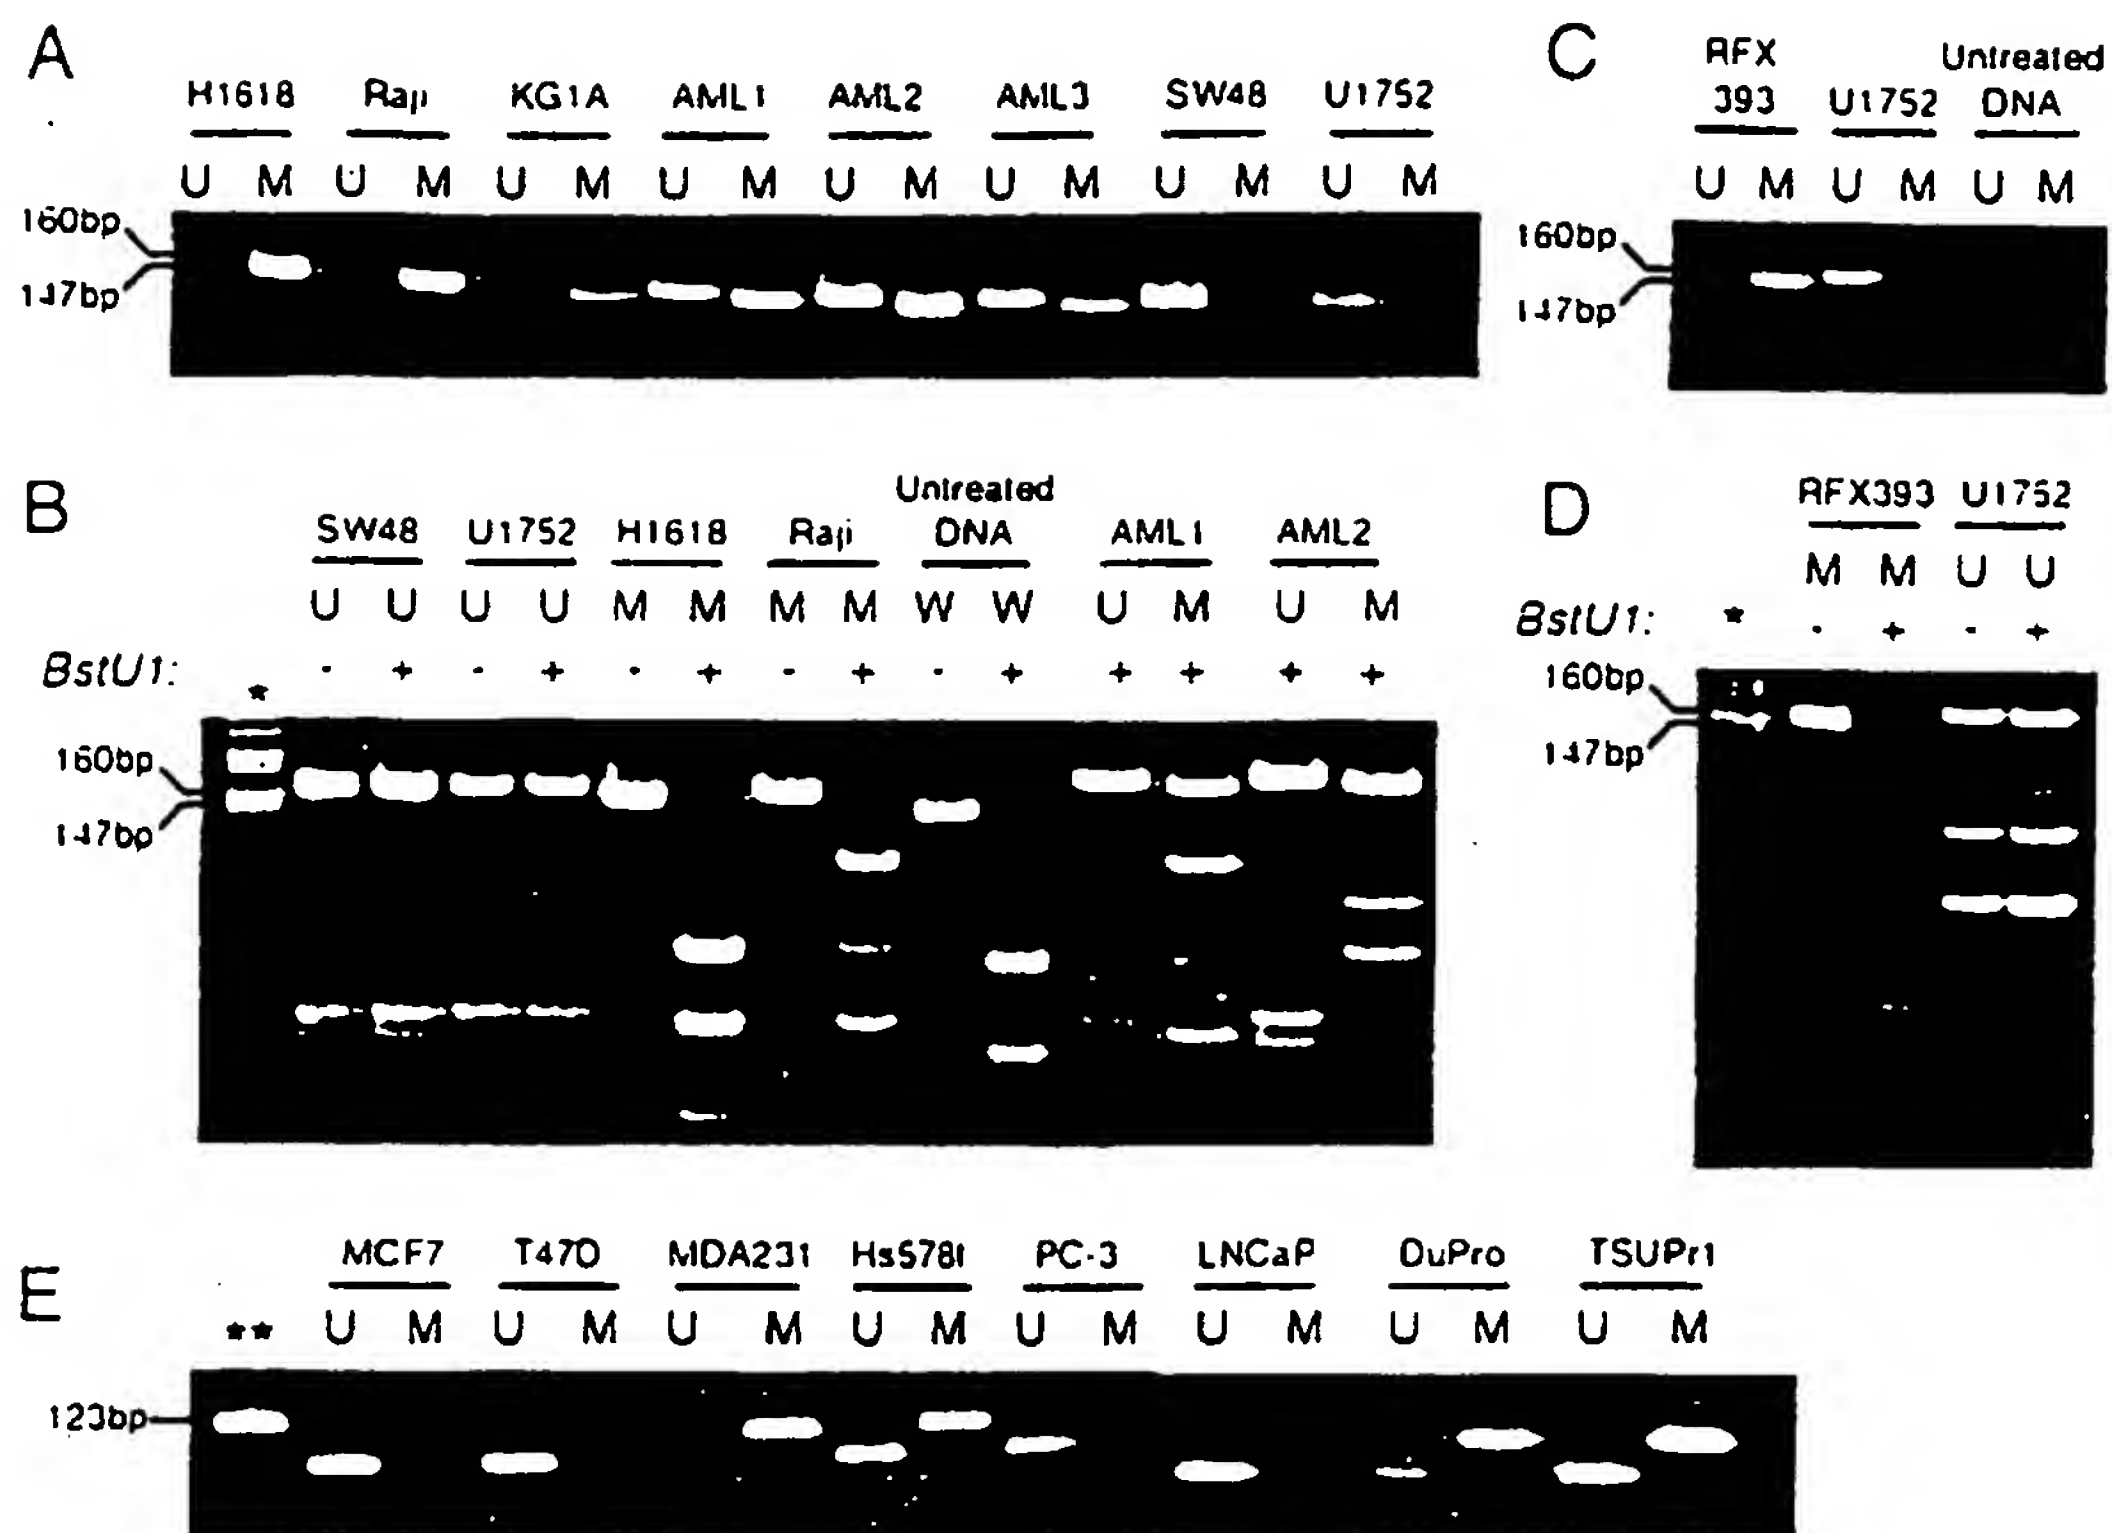 A
H1618 Raji KG1A AML1 AML2 AML3 SW48 U1752
U M U M U M U M U M U M U M U M
160bp
147bp
C
RFX 393 U1752 Untreated DNA
U M U M U M
160bp
147bp
B
SW48 U1752 H1618 Raji Untreated DNA AML1 AML2
U U U U M M M M W W U M U M
BstU1: * - + - + - + - + - + + + + +
160bp
147bp
D
RFX393 U1752
M M U U
BstU1: * - + - +
160bp
147bp
E
MCF7 T47D MDA231 Hs578t PC-3 LNCaP DuPro TSUPr1
** U M U M U M U M U M U M U M U M
123bp